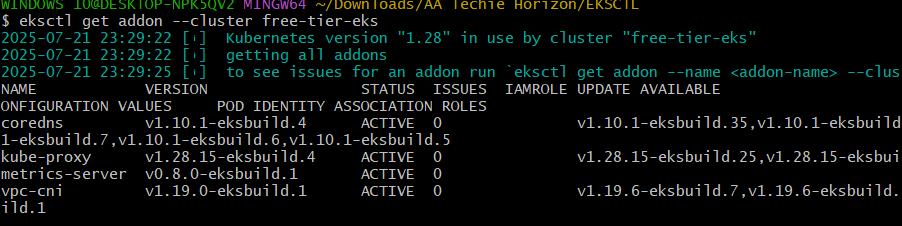 WINDOWS 10@DESKTOP-NPK5QV2 MINGW64 ~/Downloads/AA Techie Horizon/EKSCTL
$ eksctl get addon --cluster free-tier-eks
2025-07-21 23:29:22 [ℹ]  Kubernetes version "1.28" in use by cluster "free-tier-eks"
2025-07-21 23:29:22 [ℹ]  getting all addons
2025-07-21 23:29:25 [ℹ]  to see issues for an addon run `eksctl get addon --name <addon-name> --clus
NAME VERSION STATUS ISSUES IAMROLE UPDATE AVAILABLE
ONFIGURATION VALUES POD IDENTITY ASSOCIATION ROLES
coredns v1.10.1-eksbuild.4 ACTIVE 0 v1.10.1-eksbuild.35,v1.10.1-eksbuild
1-eksbuild.7,v1.10.1-eksbuild.6,v1.10.1-eksbuild.5
kube-proxy v1.28.15-eksbuild.4 ACTIVE 0 v1.28.15-eksbuild.25,v1.28.15-eksbui
metrics-server v0.8.0-eksbuild.1 ACTIVE 0
vpc-cni v1.19.0-eksbuild.1 ACTIVE 0 v1.19.6-eksbuild.7,v1.19.6-eksbuild.
ild.1